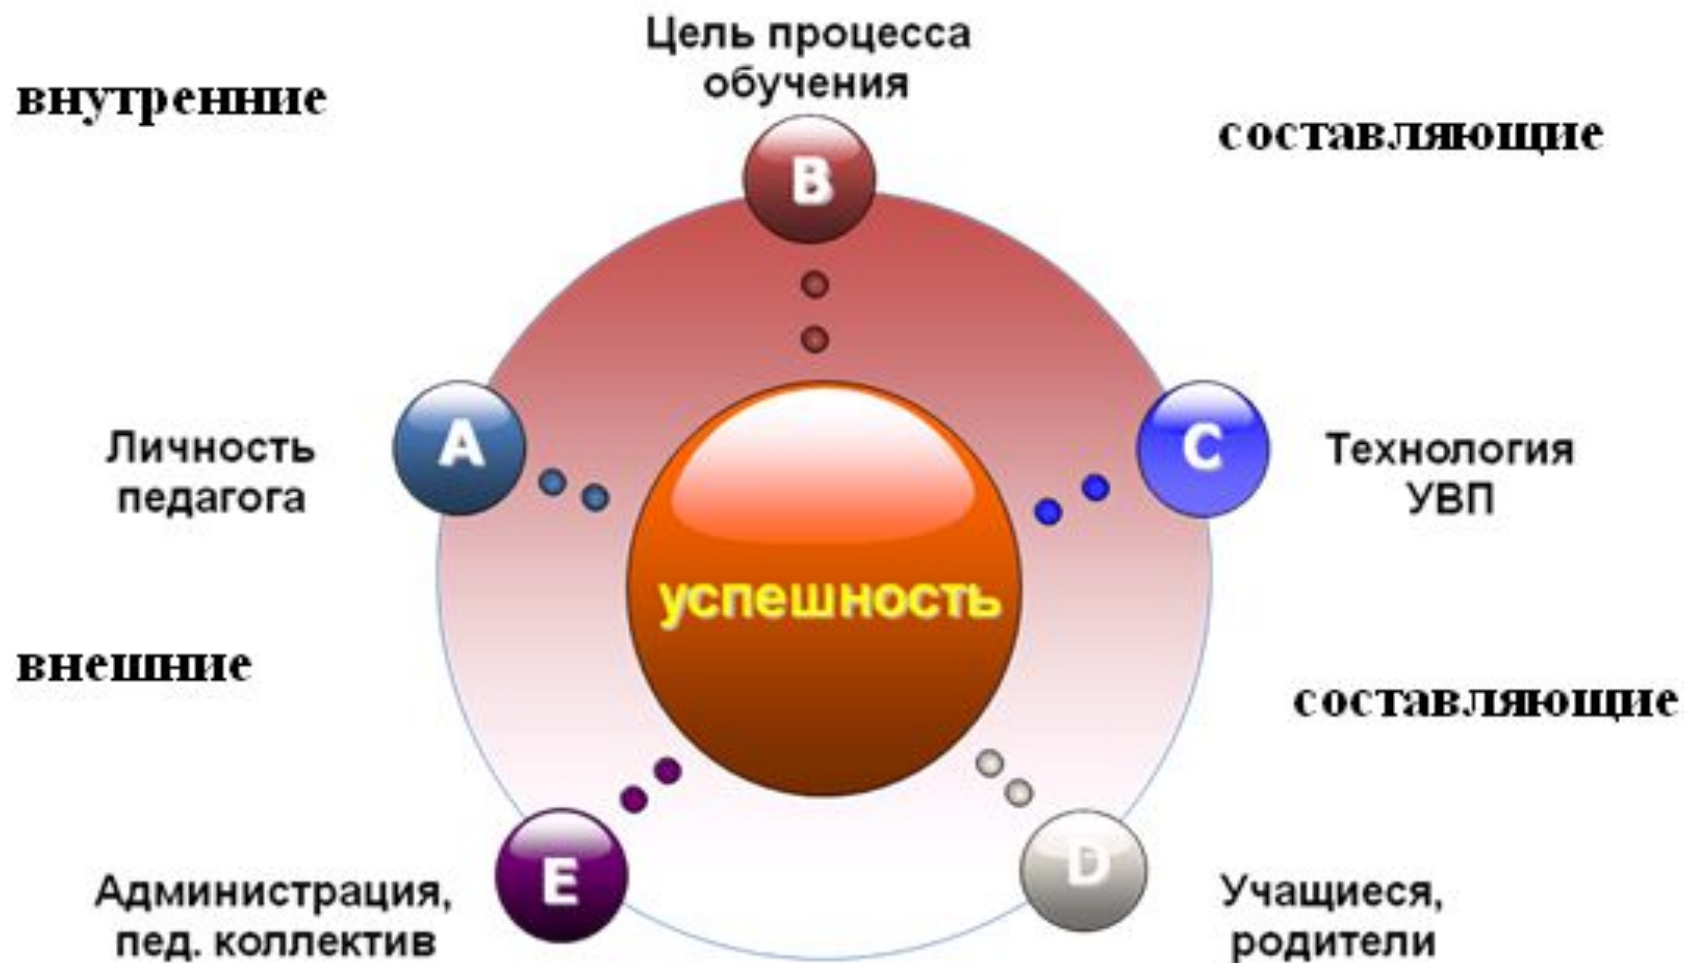 Цель процесса
обучения
внутренние
составляющие
B
A
C
Личность
педагога
Технология
УВП
успешность
внешние
составляющие
E
D
Администрация,
пед. коллектив
Учащиеся,
родители